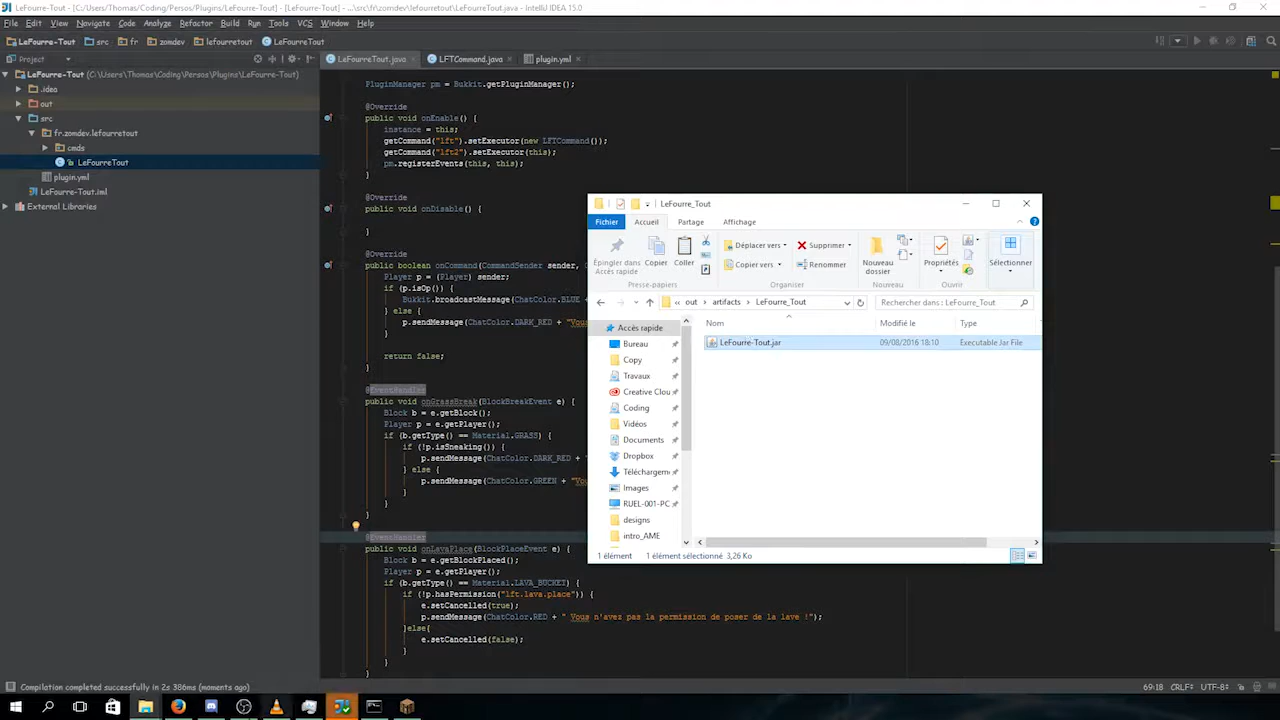 LeFourre-Tout - [C:\Users\Thomas\Coding\Persos\Plugins\LeFourre-Tout] - [LeFourre-Tout] - ...\src\fr\zomdev\lefourretout\LeFourreTout.java - IntelliJ IDEA 15.0
File Edit View Navigate Code Analyze Refactor Build Run Tools VCS Window Help
LeFourre-Tout src fr zomdev lefourretout LeFourreTout
Project
LeFourreTout.java LFTCommand.java plugin.yml
LeFourre-Tout (C:\Users\Thomas\Coding\Persos\Plugins\LeFourre-Tout)
.idea
out
src
fr.zomdev.lefourretout
cmds
LeFourreTout
plugin.yml
LeFourre-Tout.iml
External Libraries
PluginManager pm = Bukkit.getPluginManager();
@Override
public void onEnable() {
instance = this;
getCommand("lft").setExecutor(new LFTCommand());
getCommand("lft2").setExecutor(this);
pm.registerEvents(this, this);
}
@Override
public void onDisable() {
}
@Override
public boolean onCommand(CommandSender sender,
Player p = (Player) sender;
if (p.isOp()) {
Bukkit.broadcastMessage(ChatColor.BLUE +
} else {
p.sendMessage(ChatColor.DARK_RED + "Vous
}
return false;
}
@EventHandler
public void onGrassBreak(BlockBreakEvent e) {
Block b = e.getBlock();
Player p = e.getPlayer();
if (b.getType() == Material.GRASS) {
if (!p.isSneaking()) {
p.sendMessage(ChatColor.DARK_RED + "
} else {
p.sendMessage(ChatColor.GREEN + "Vou
}
}
}
@EventHandler
public void onLavaPlace(BlockPlaceEvent e) {
Block b = e.getBlockPlaced();
Player p = e.getPlayer();
if (b.getType() == Material.LAVA_BUCKET) {
if (!p.hasPermission("lft.lava.place")) {
e.setCancelled(true);
p.sendMessage(ChatColor.RED + " Vous n'avez pas la permission de poser de la lave !");
}else{
e.setCancelled(false);
}
}
}
LeFourre_Tout
Fichier Accueil Partage Affichage
Épingler dans Accès rapide
Copier
Coller
Déplacer vers
Copier vers
Supprimer
Renommer
Nouveau dossier
Propriétés
Sélectionner
Presse-papiers Organiser Nouveau Ouvrir
« out artifacts LeFourre_Tout Rechercher dans : LeFourre_Tout
Nom Modifié le Type
LeFourre-Tout.jar 09/08/2016 18:10 Executable Jar File
Accès rapide
Bureau
Copy
Travaux
Creative Clou
Coding
Vidéos
Documents
Dropbox
Téléchargem
Images
RUEL-001-PC
designs
intro_AME
1 élément 1 élément sélectionné 3,26 Ko
Compilation completed successfully in 2s 386ms (moments ago) 69:18 CRLF÷ UTF-8÷